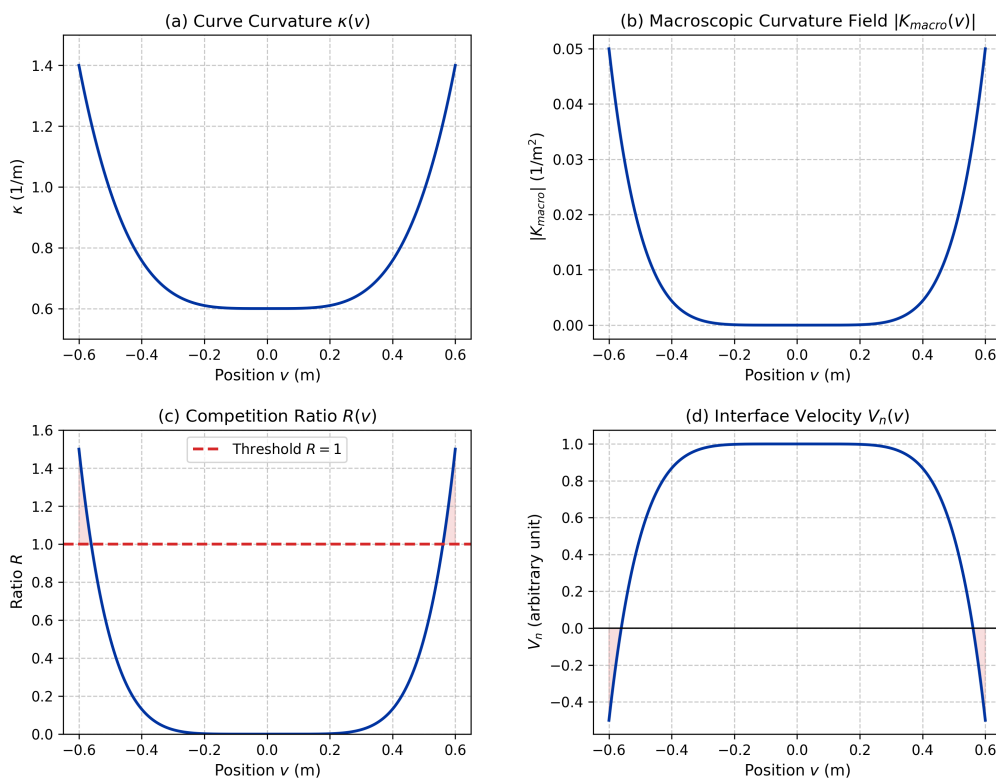 (a) Curve Curvature κ(v)
1.4
1.2
1.0
0.8
0.6
κ (1/m)
−0.6 −0.4 −0.2 0.0 0.2 0.4 0.6
Position v (m)
(b) Macroscopic Curvature Field |K_macro(v)|
0.05
0.04
0.03
0.02
0.01
0.00
|K_macro| (1/m²)
−0.6 −0.4 −0.2 0.0 0.2 0.4 0.6
Position v (m)
(c) Competition Ratio R(v)
Threshold R = 1
1.6
1.4
1.2
1.0
0.8
0.6
0.4
0.2
0.0
Ratio R
−0.6 −0.4 −0.2 0.0 0.2 0.4 0.6
Position v (m)
(d) Interface Velocity V_n(v)
1.0
0.8
0.6
0.4
0.2
0.0
−0.2
−0.4
V_n (arbitrary unit)
−0.6 −0.4 −0.2 0.0 0.2 0.4 0.6
Position v (m)